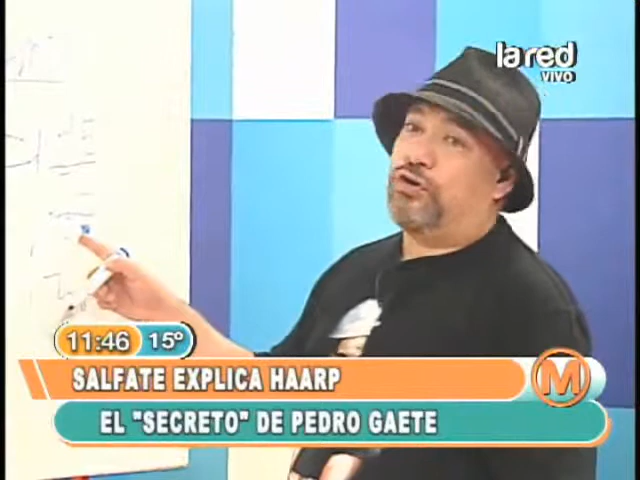 la red
VIVO
11:46 15º
SALFATE EXPLICA HAARP
M
EL "SECRETO" DE PEDRO GAETE